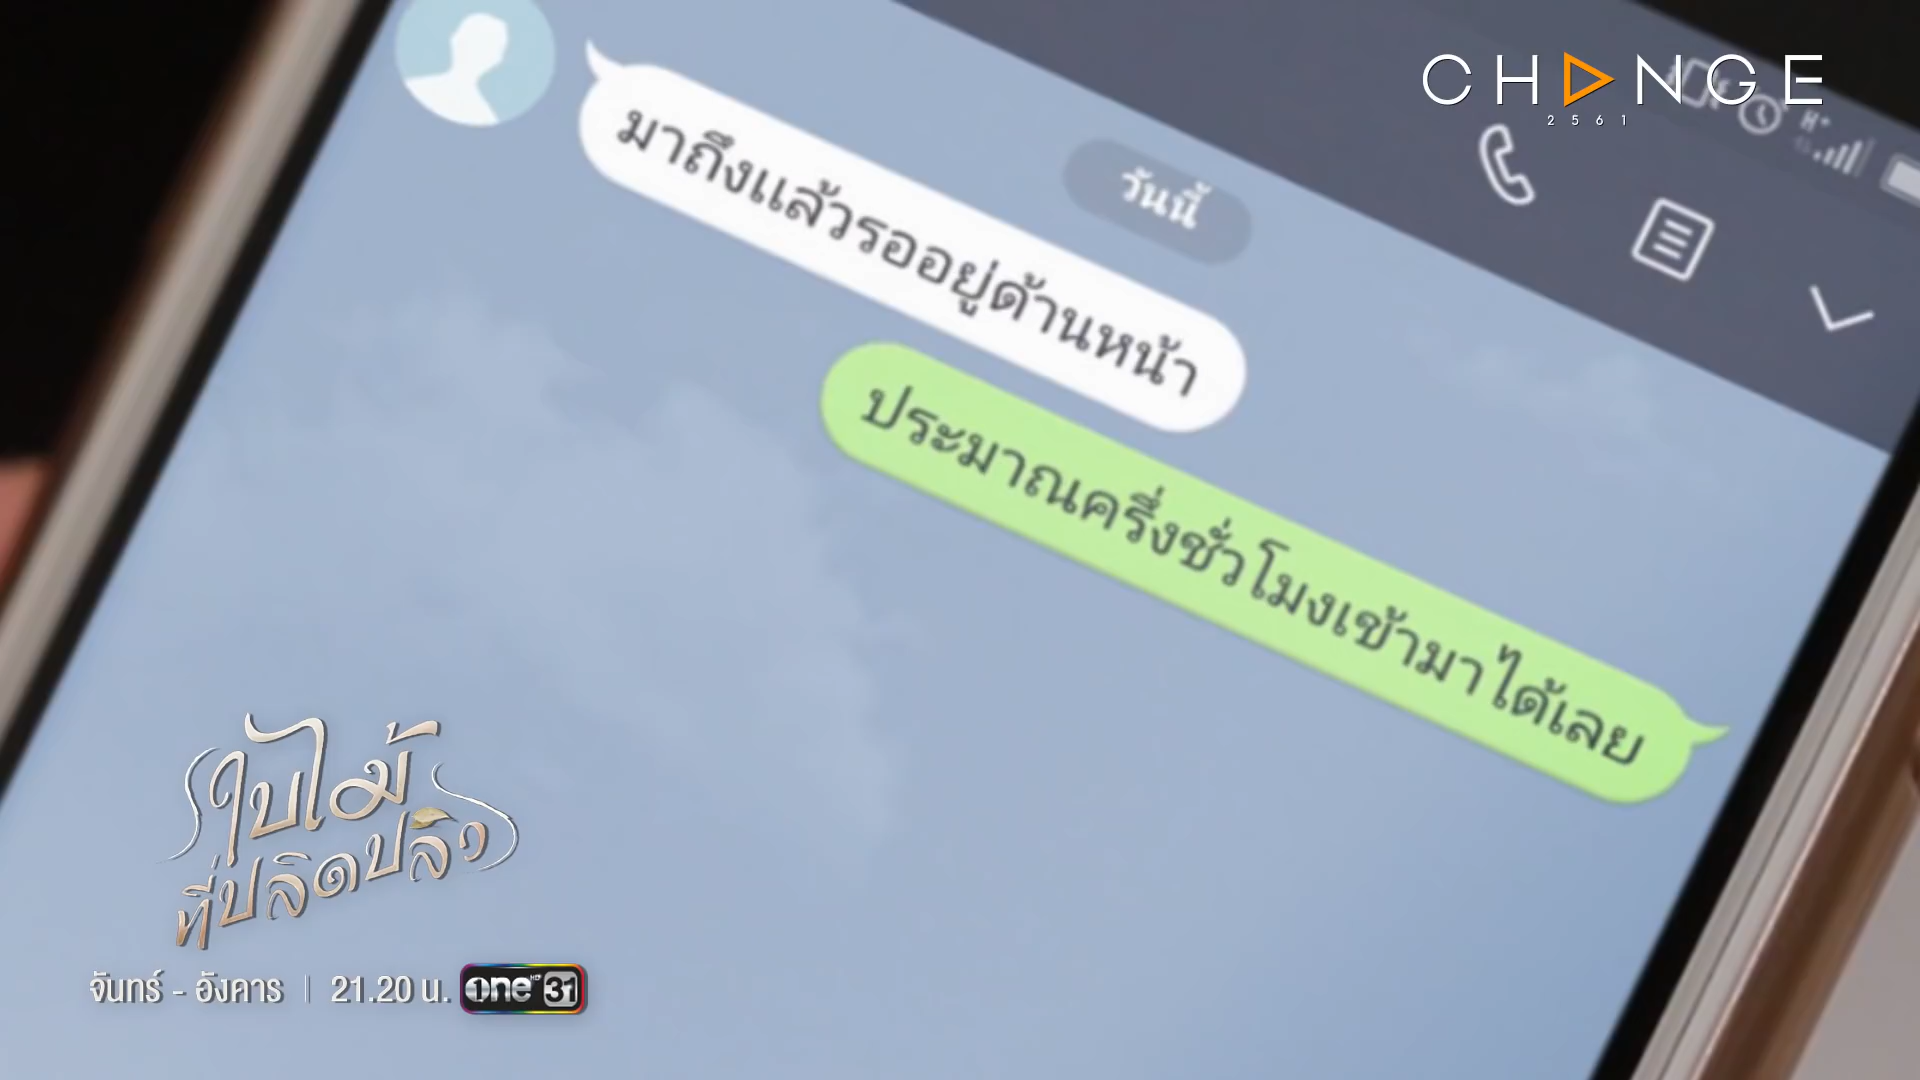 CHANGE
2561
H+
วันนี้
มาถึงแล้วรออยู่ด้านหน้า
ประมาณครึ่งชั่วโมงเข้ามาได้เลย
ใบไม้
ที่ปลิดปลิว
จันทร์ - อังคาร | 21.20 น. one HD 31